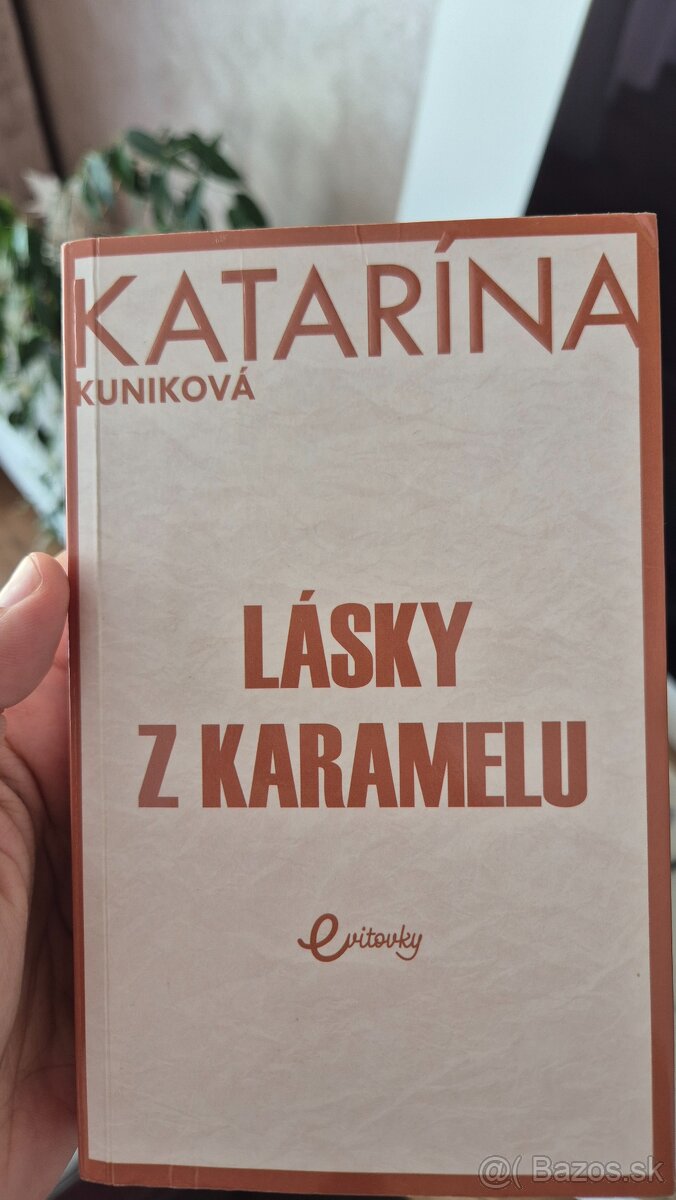 KATARÍNA
KUNIKOVÁ
LÁSKY
Z KARAMELU
evitovky
@( Bazos.sk